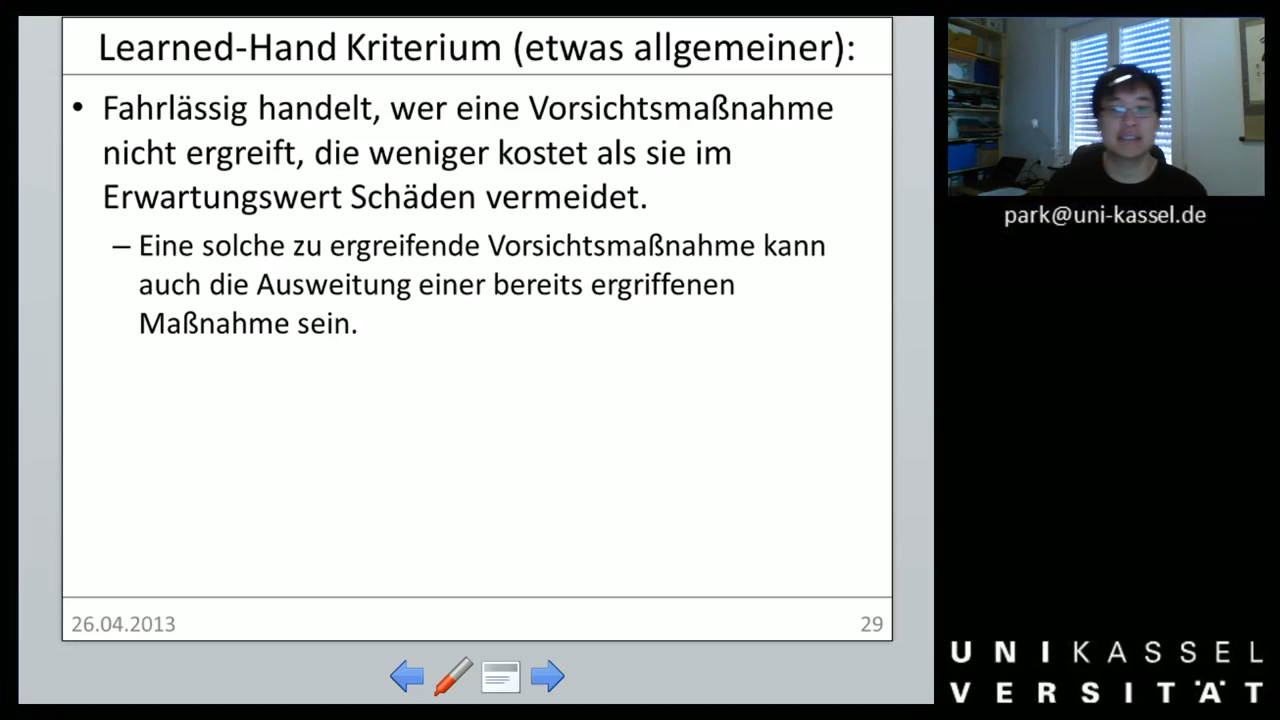 Learned-Hand Kriterium (etwas allgemeiner):
• Fahrlässig handelt, wer eine Vorsichtsmaßnahme
nicht ergreift, die weniger kostet als sie im
Erwartungswert Schäden vermeidet.
– Eine solche zu ergreifende Vorsichtsmaßnahme kann
auch die Ausweitung einer bereits ergriffenen
Maßnahme sein.
26.04.2013
29
park@uni-kassel.de
UNIKASSEL
VERSITÄT